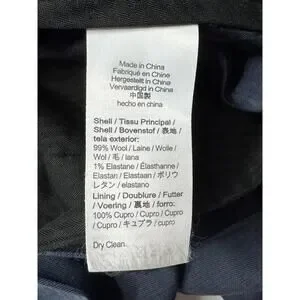 Made in China
Fabriqué en Chine
Hergestellt in China
Vervaardigd in China
中国製
hecho en china
Shell / Tissu Principal /
Shell / Bovenstof / 表地 /
tela exterior:
99% Wool / Laine / Wolle /
Wol / 毛 / lana
1% Elastane / Élasthanne /
Elastan / Elastaan / ポリウ
レタン / elastano
Lining / Doublure / Futter
/ Voering / 裏地 / forro:
100% Cupro / Cupro / Cupro
/ Cupro / キュプラ / cupro
Dry Clean.